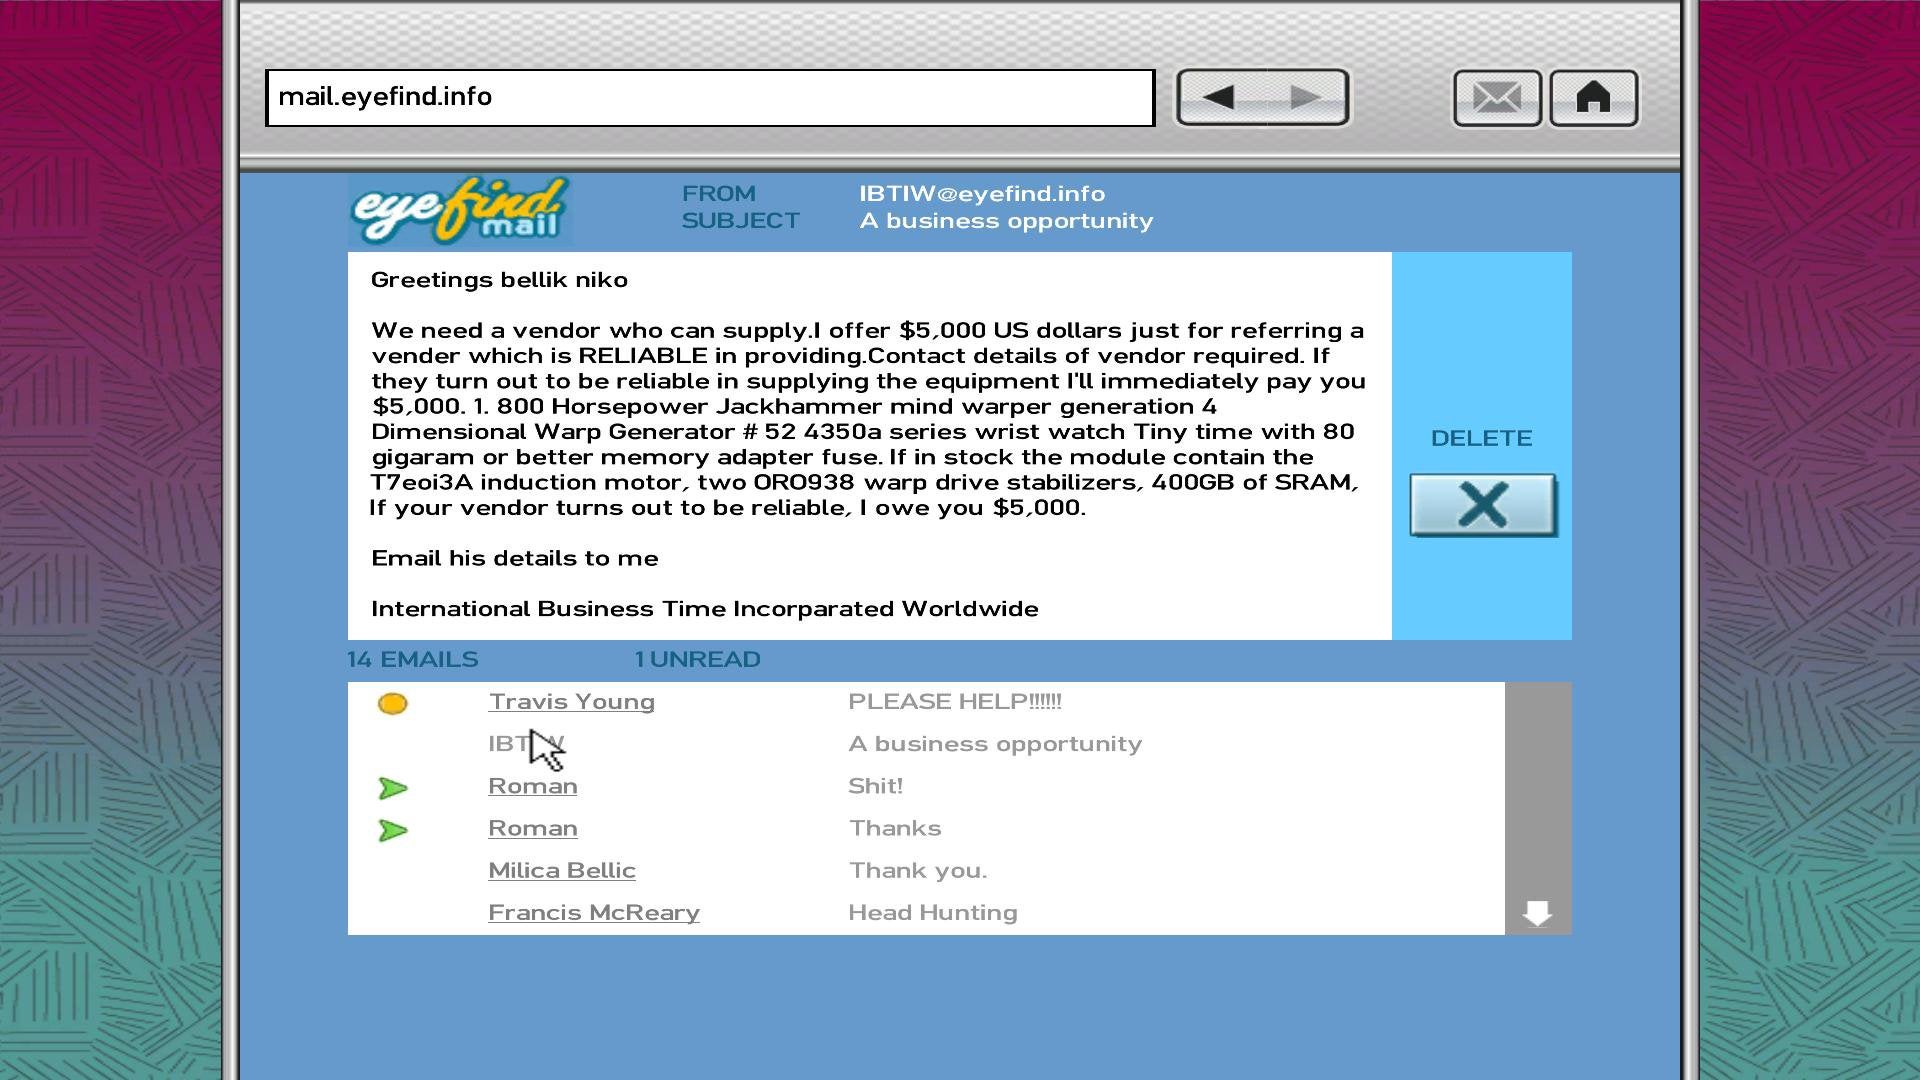 mail.eyefind.info
eyefind mail
FROM IBTIW@eyefind.info
SUBJECT A business opportunity
Greetings bellik niko
We need a vendor who can supply.I offer $5,000 US dollars just for referring a
vender which is RELIABLE in providing.Contact details of vendor required. If
they turn out to be reliable in supplying the equipment I'll immediately pay you
$5,000. 1. 800 Horsepower Jackhammer mind warper generation 4
Dimensional Warp Generator # 52 4350a series wrist watch Tiny time with 80
gigaram or better memory adapter fuse. If in stock the module contain the
T7eoi3A induction motor, two ORO938 warp drive stabilizers, 400GB of SRAM,
If your vendor turns out to be reliable, I owe you $5,000.
Email his details to me
International Business Time Incorparated Worldwide
DELETE
14 EMAILS 1 UNREAD
Travis Young PLEASE HELP!!!!!!
A business opportunity
Roman Shit!
Roman Thanks
Milica Bellic Thank you.
Francis McReary Head Hunting